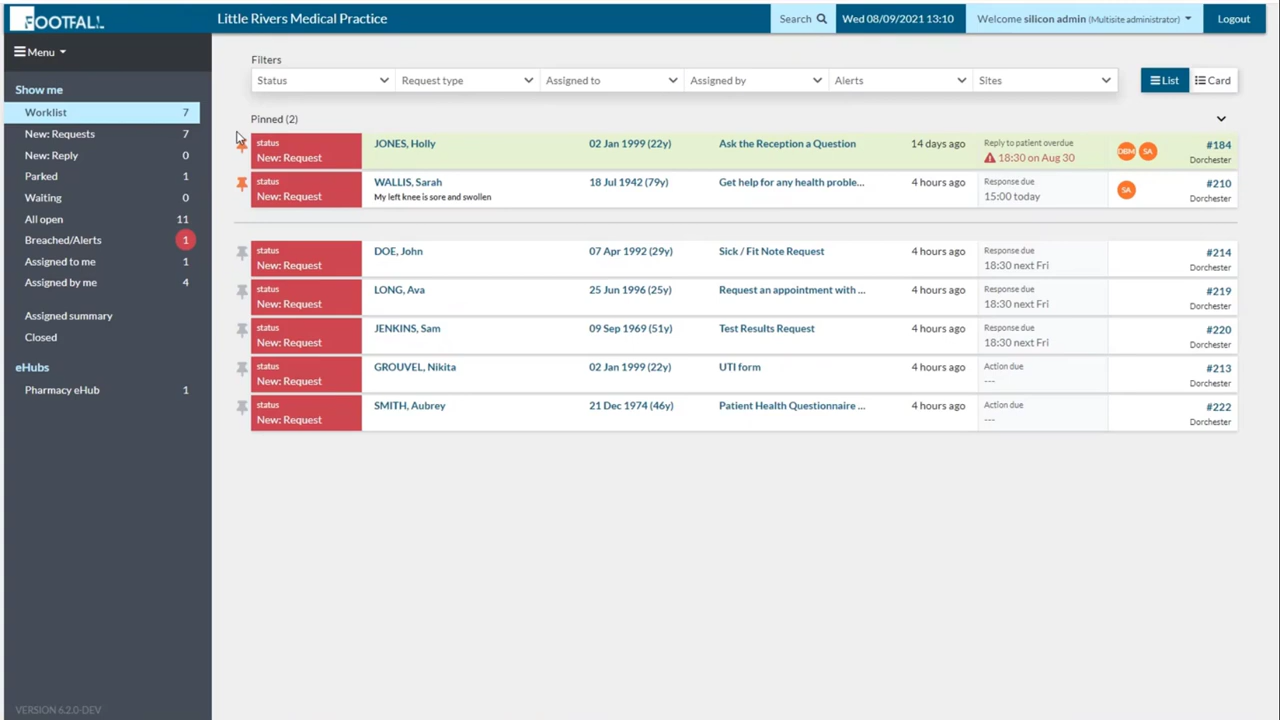 FOOTFALL
Little Rivers Medical Practice
Search
Wed 08/09/2021 13:10
Welcome silicon admin (Multisite administrator)
Logout
Menu
Show me
Worklist 7
New: Requests 7
New: Reply 0
Parked 1
Waiting 0
All open 11
Breached/Alerts 1
Assigned to me 1
Assigned by me 4
Assigned summary
Closed
eHubs
Pharmacy eHub 1
VERSION 6.2.0-DEV
Filters
Status
Request type
Assigned to
Assigned by
Alerts
Sites
List
Card
Pinned (2)
status
New: Request
JONES, Holly
02 Jan 1999 (22y)
Ask the Reception a Question
14 days ago
Reply to patient overdue
18:30 on Aug 30
DBM
SA
#184
Dorchester
status
New: Request
WALLIS, Sarah
My left knee is sore and swollen
18 Jul 1942 (79y)
Get help for any health proble...
4 hours ago
Response due
15:00 today
SA
#210
Dorchester
status
New: Request
DOE, John
07 Apr 1992 (29y)
Sick / Fit Note Request
4 hours ago
Response due
18:30 next Fri
#214
Dorchester
status
New: Request
LONG, Ava
25 Jun 1996 (25y)
Request an appointment with ...
4 hours ago
Response due
18:30 next Fri
#219
Dorchester
status
New: Request
JENKINS, Sam
09 Sep 1969 (51y)
Test Results Request
4 hours ago
Response due
18:30 next Fri
#220
Dorchester
status
New: Request
GROUVEL, Nikita
02 Jan 1999 (22y)
UTI form
4 hours ago
Action due
---
#213
Dorchester
status
New: Request
SMITH, Aubrey
21 Dec 1974 (46y)
Patient Health Questionnaire ...
4 hours ago
Action due
---
#222
Dorchester